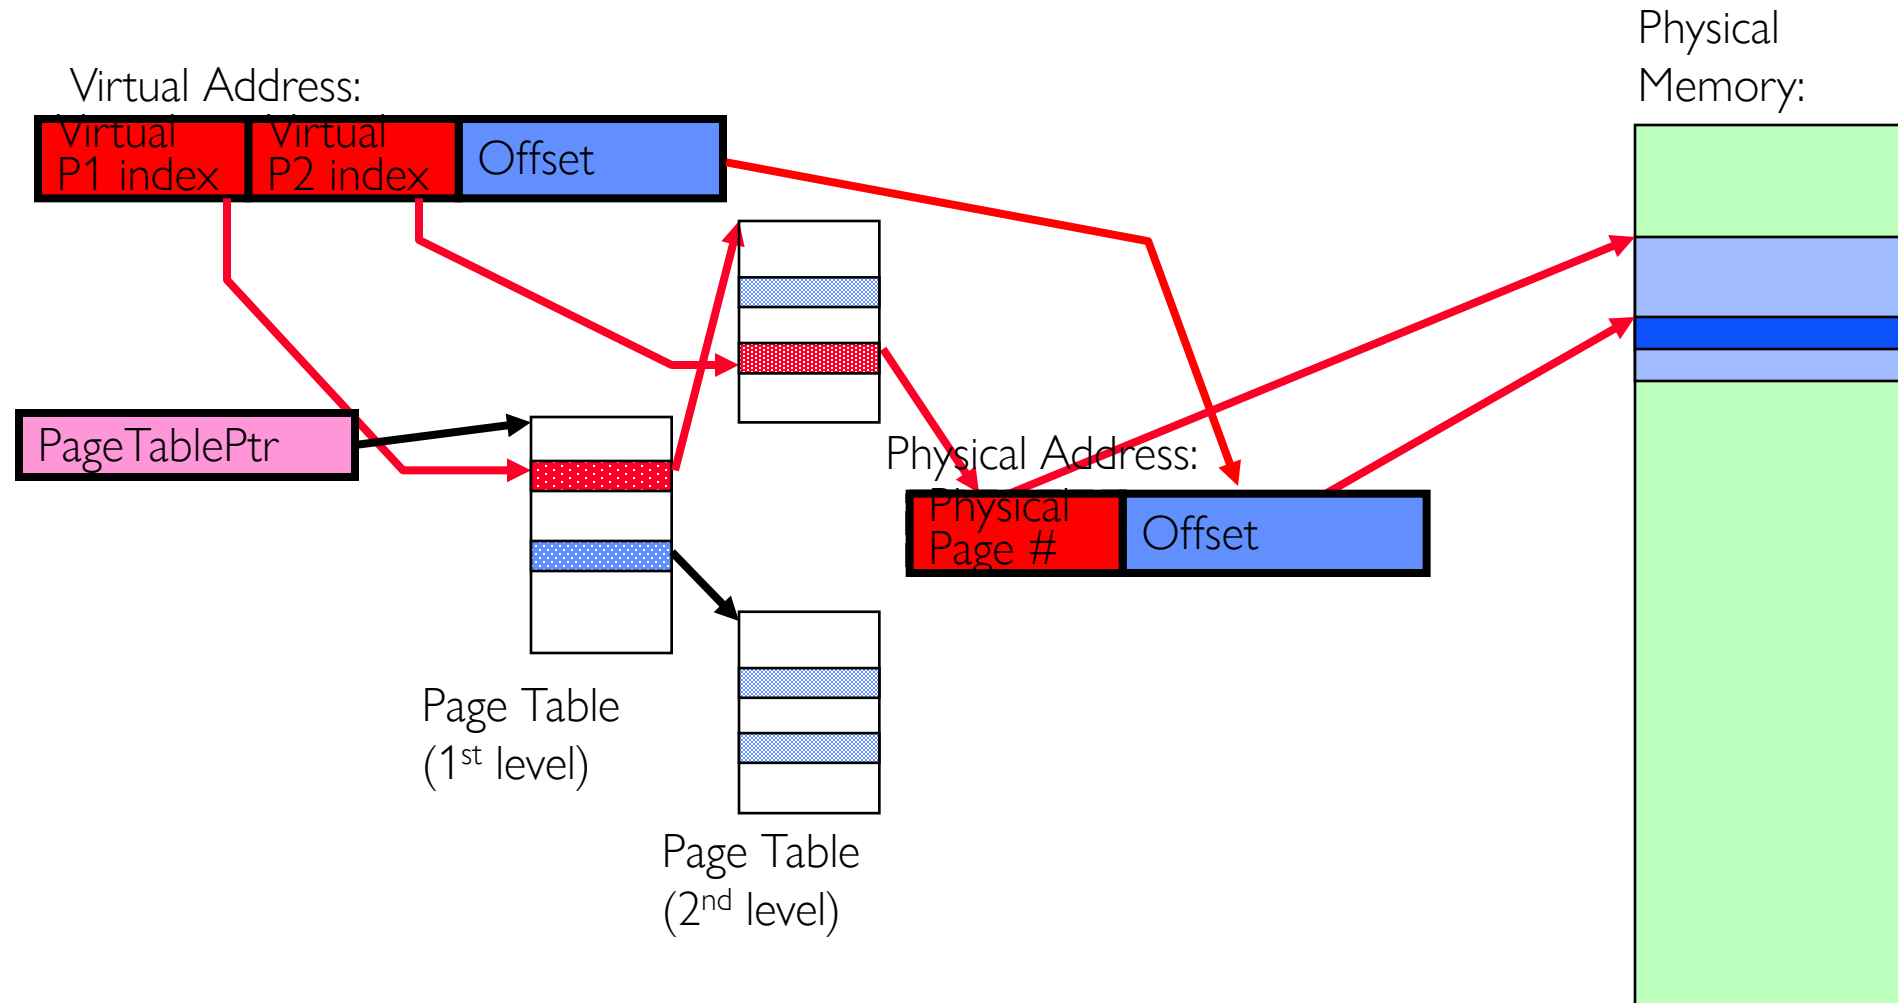 Physical
Memory:
Virtual Address:
Virtual
P1 index
Virtual
P2 index
Offset
PageTablePtr
Physical Address:
Physical
Page #
Offset
Page Table
(1st level)
Page Table
(2nd level)